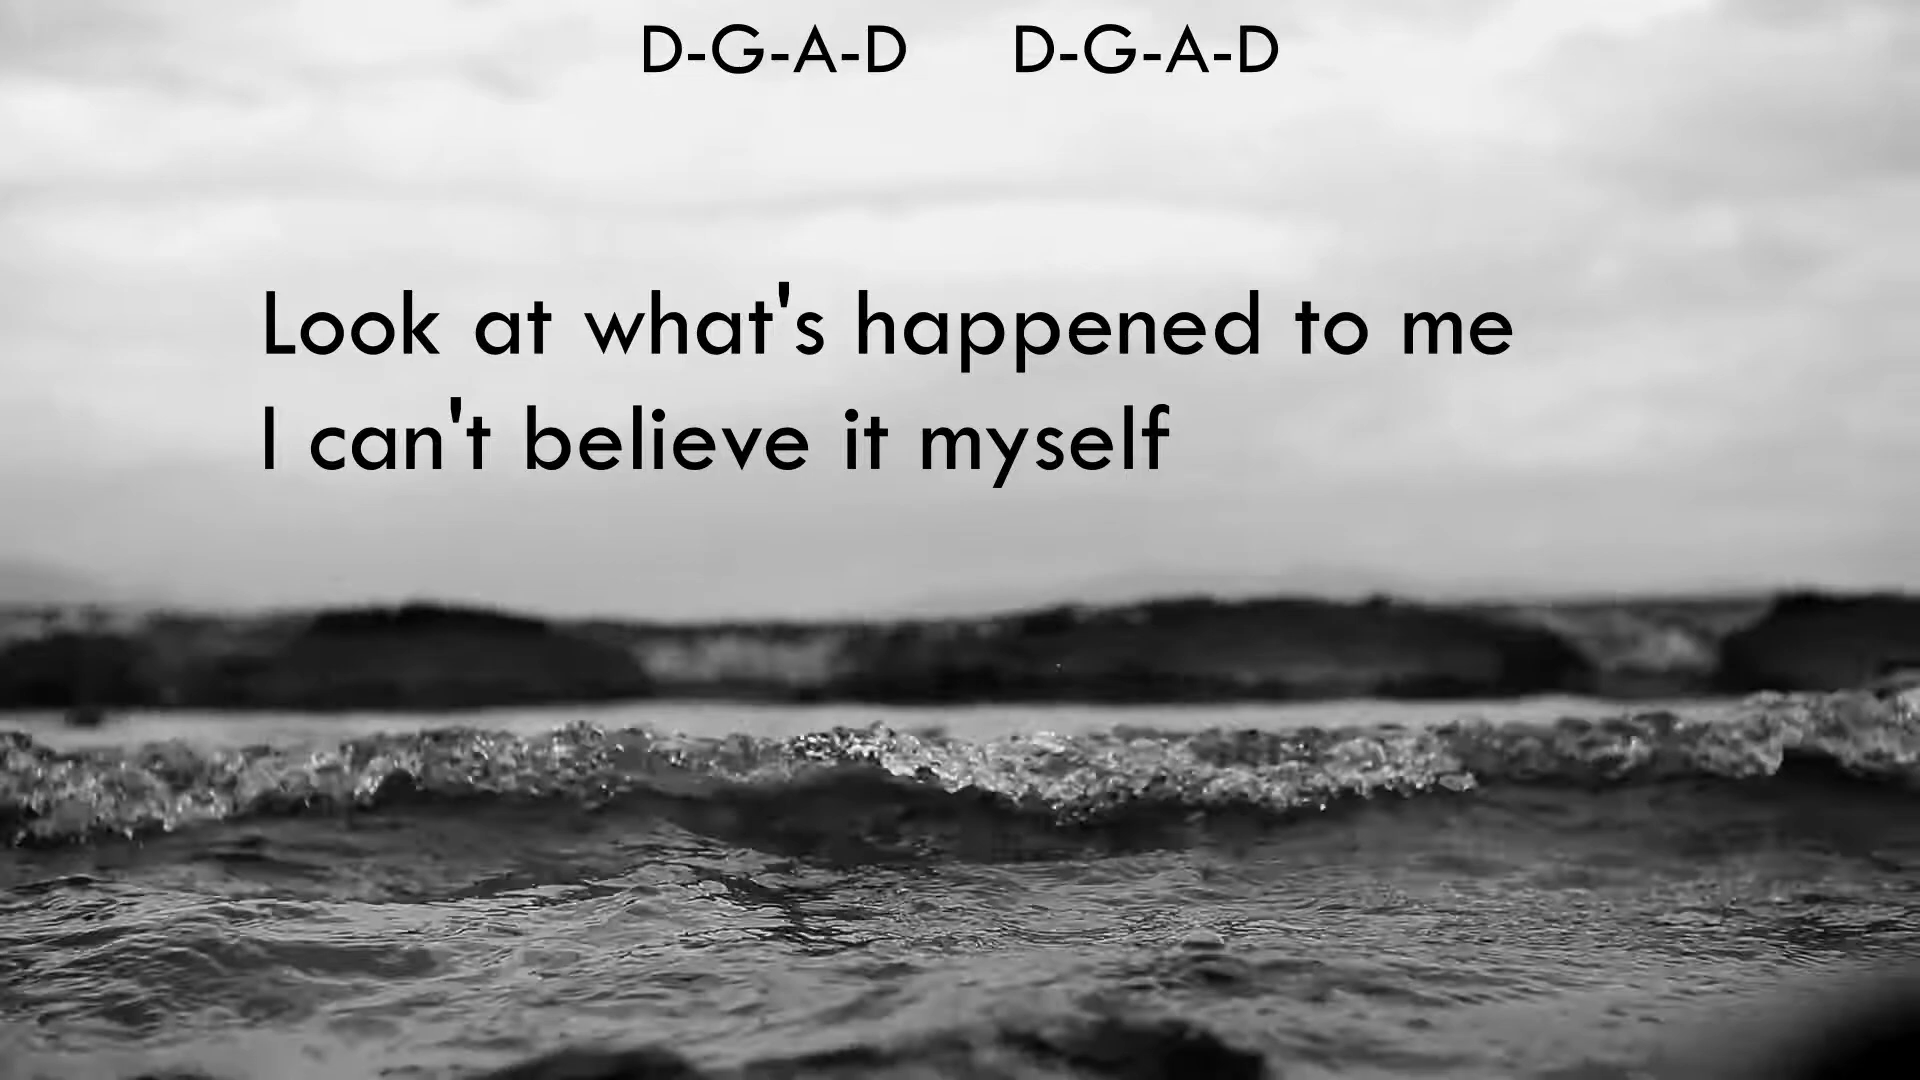 D-G-A-D D-G-A-D
Look at what's happened to me
I can't believe it myself